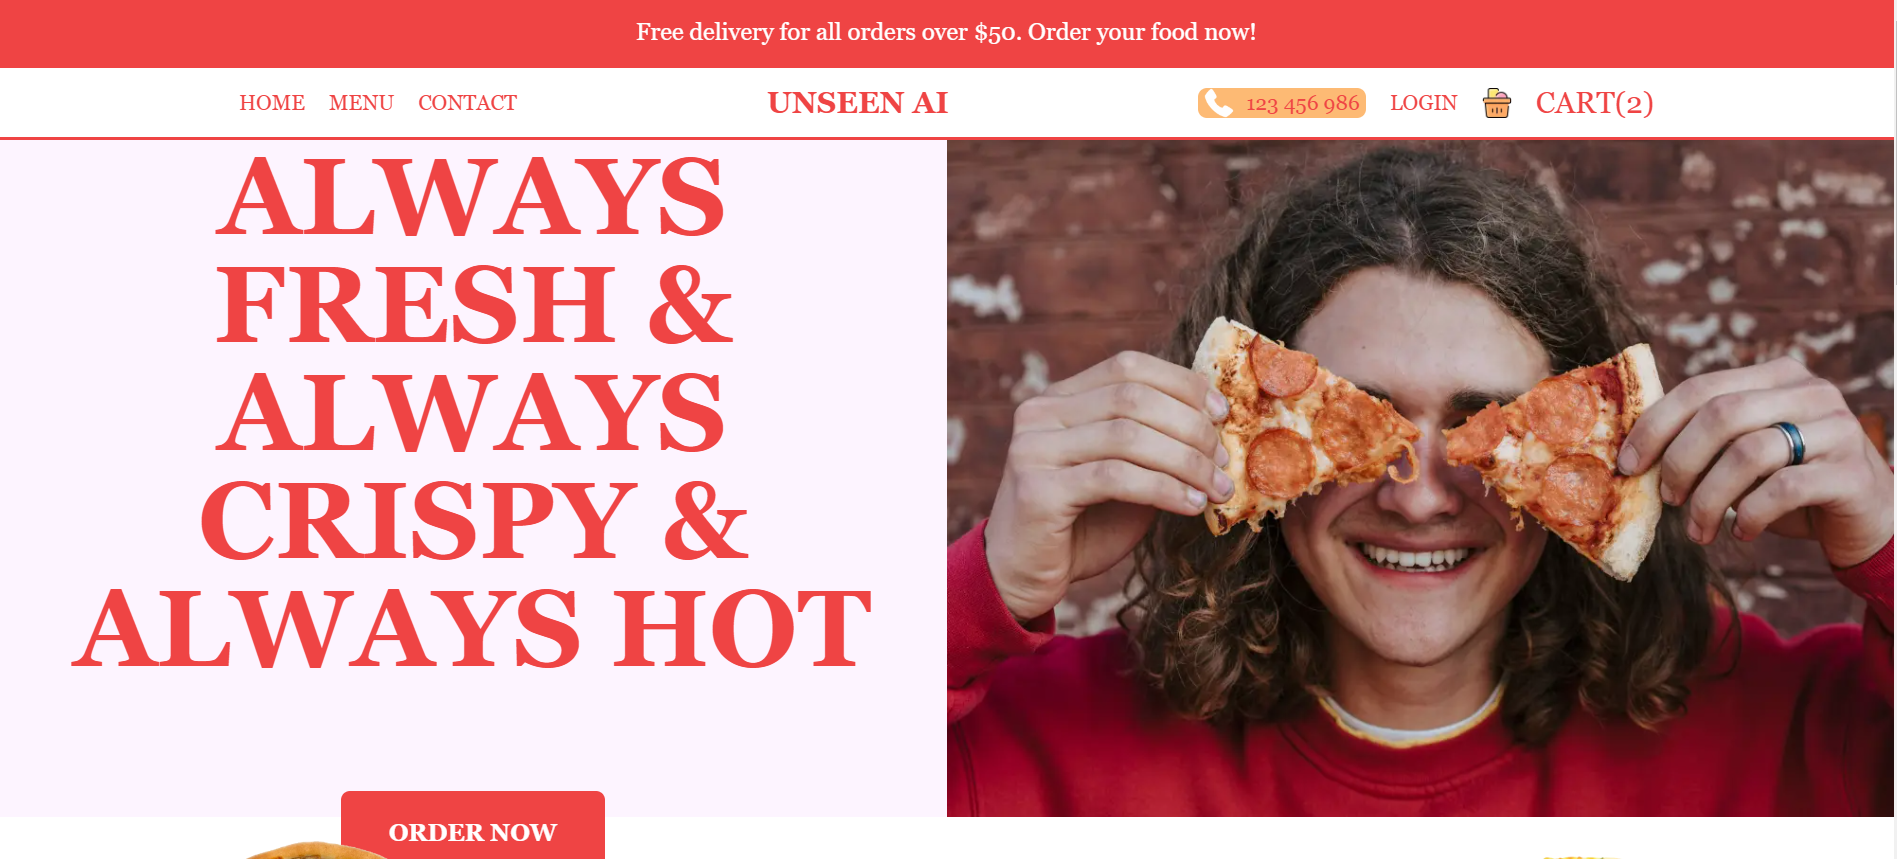 Free delivery for all orders over $50. Order your food now!
HOME MENU CONTACT UNSEEN AI 123 456 986 LOGIN CART(2)
ALWAYS
FRESH &
ALWAYS
CRISPY &
ALWAYS HOT
ORDER NOW